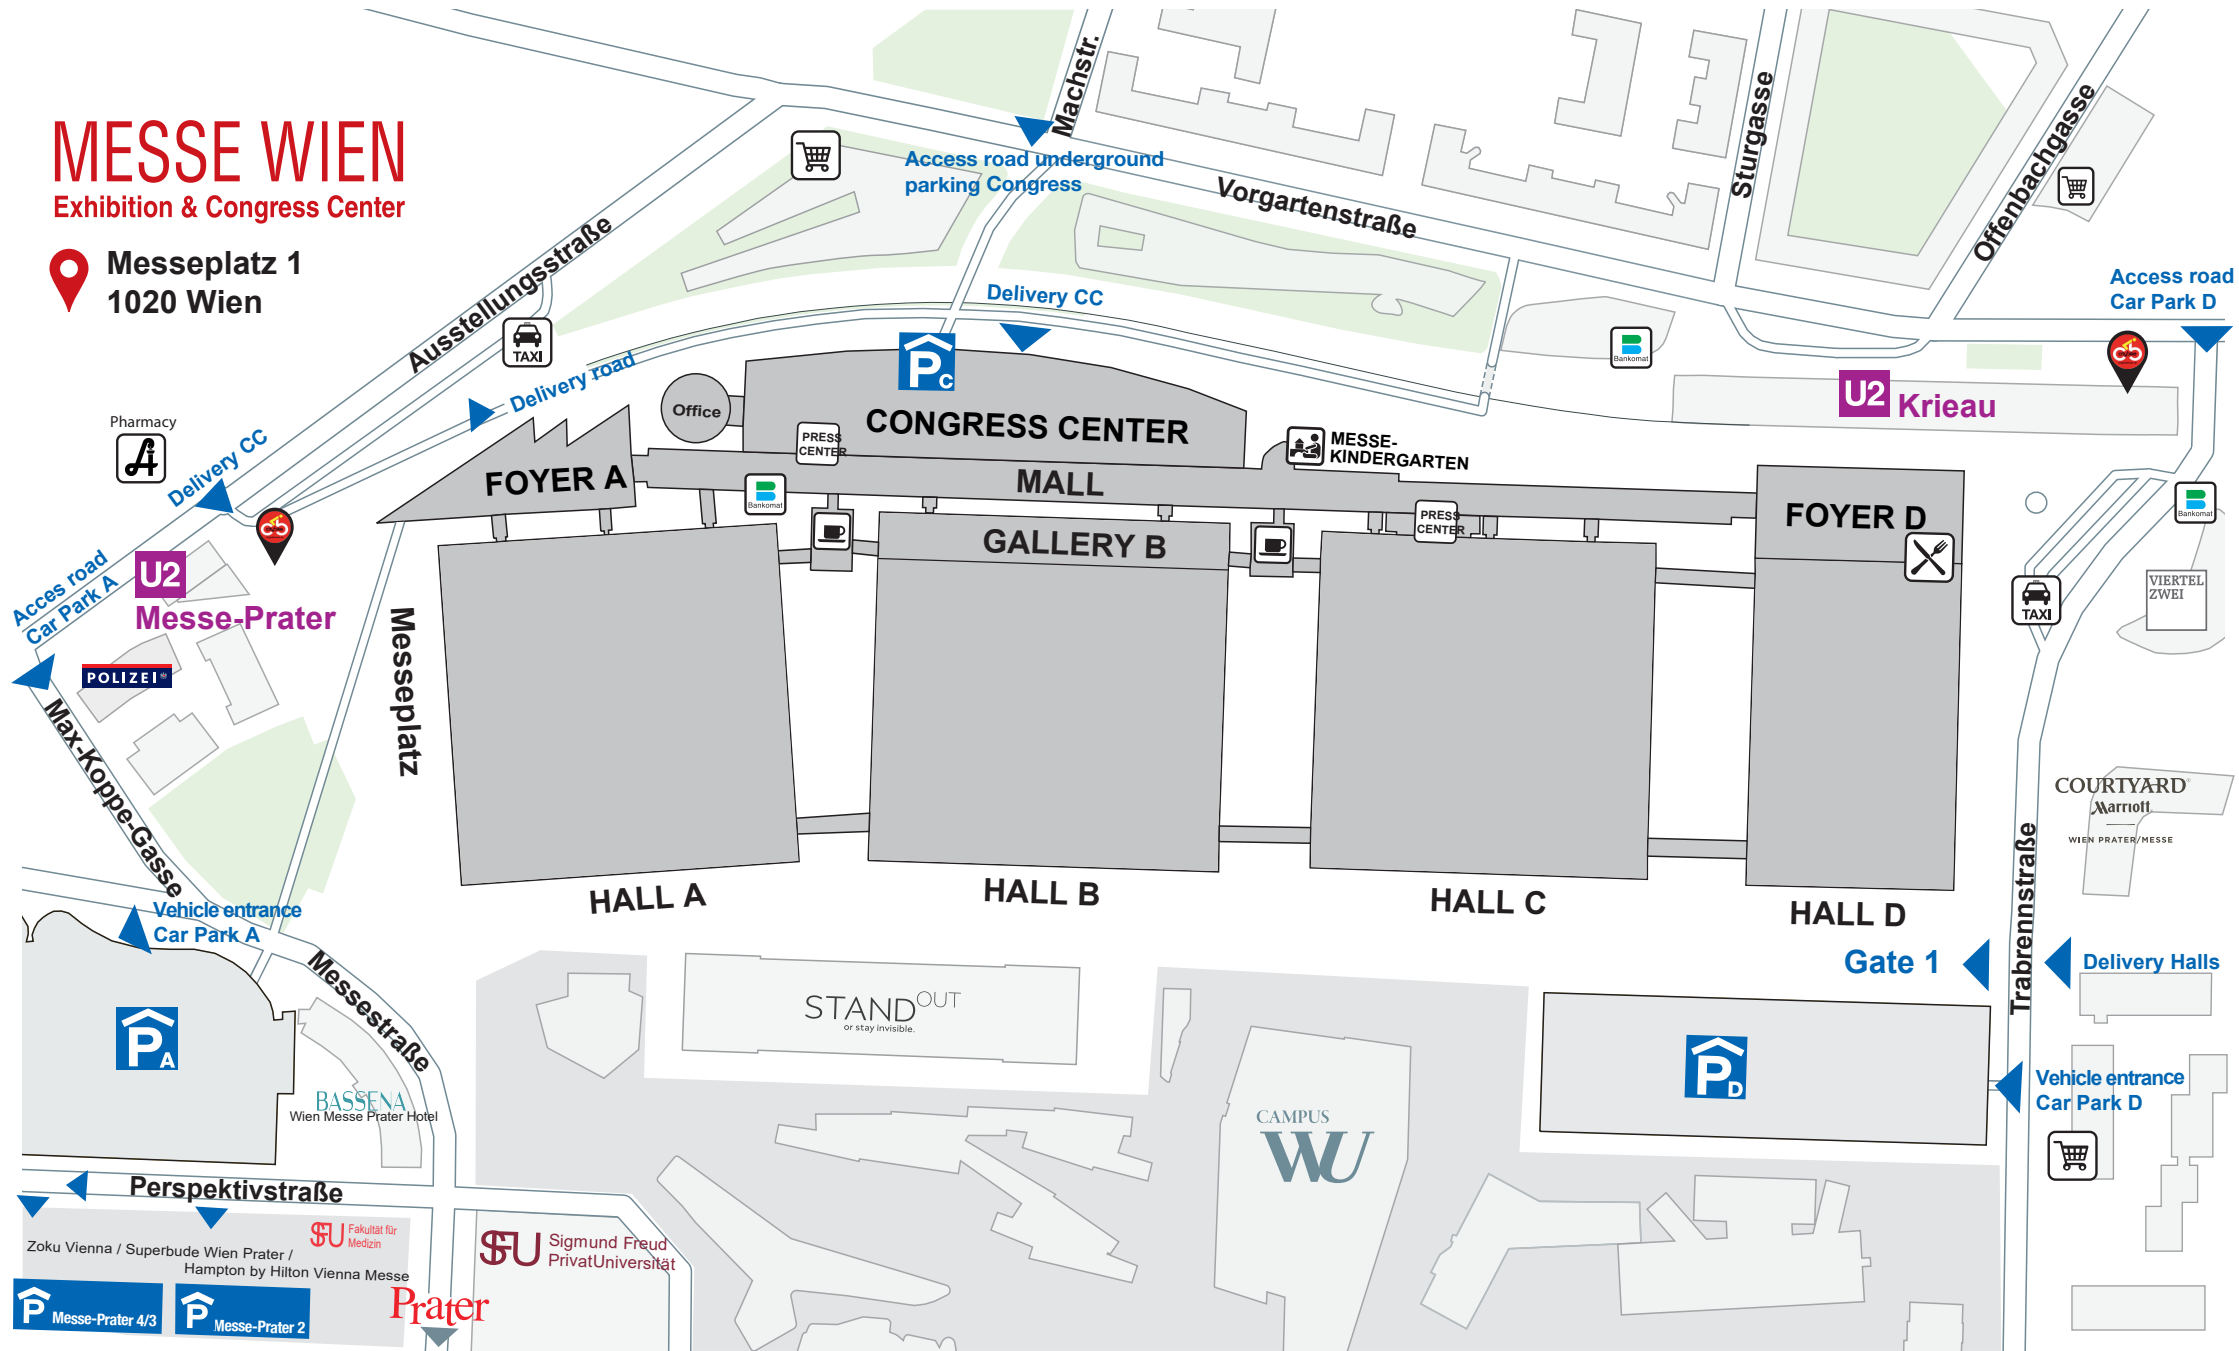 MESSE WIEN
Exhibition & Congress Center
Messeplatz 1
1020 Wien
Machstr.
Sturgasse
Offenbachgasse
Vorgartenstraße
Ausstellungsstraße
Access road underground
parking Congress
Access road
Car Park D
Delivery CC
TAXI
Delivery road
P C
Bankomat
U2 Krieau
Pharmacy
Delivery CC
Office
CONGRESS CENTER
PRESS
CENTER
MESSE-
KINDERGARTEN
FOYER A
MALL
Bankomat
PRESS
CENTER
FOYER D
Bankomat
GALLERY B
Acces road
Car Park A
U2
Messe-Prater
POLIZEI
Messeplatz
TAXI
VIERTEL
ZWEI
Max-Koppe-Gasse
COURTYARD
Marriott
WIEN PRATER/MESSE
HALL A
HALL B
HALL C
HALL D
Trabrennstraße
Vehicle entrance
Car Park A
Messestraße
Gate 1
Delivery Halls
STANDOUT
or stay invisible.
P A
P D
Vehicle entrance
Car Park D
BASSENA
Wien Messe Prater Hotel
CAMPUS
WU
Perspektivstraße
SFU Fakultät für
Medizin
Zoku Vienna / Superbude Wien Prater /
Hampton by Hilton Vienna Messe
SFU Sigmund Freud
PrivatUniversität
P Messe-Prater 4/3
P Messe-Prater 2
Prater